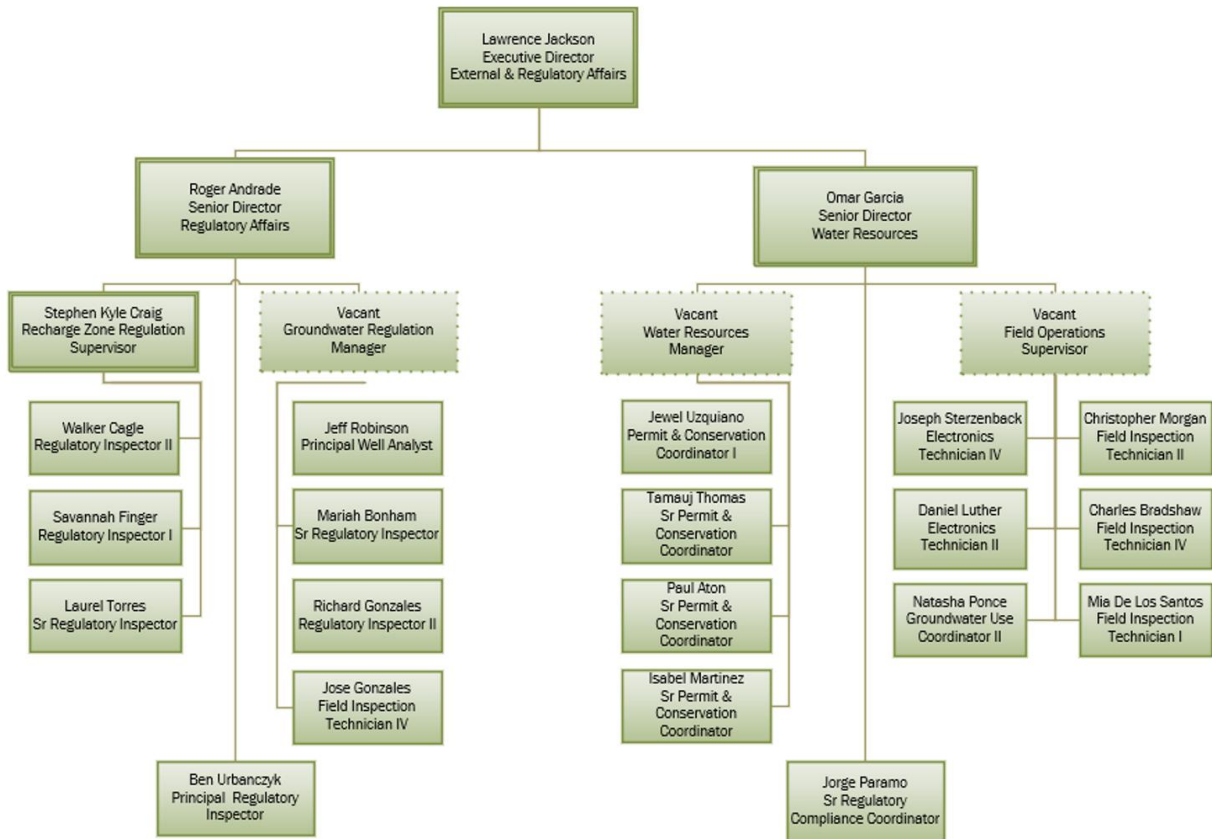 Lawrence Jackson
Executive Director
External & Regulatory Affairs
Roger Andrade
Senior Director
Regulatory Affairs
Omar Garcia
Senior Director
Water Resources
Stephen Kyle Craig
Recharge Zone Regulation
Supervisor
Vacant
Groundwater Regulation
Manager
Vacant
Water Resources
Manager
Vacant
Field Operations
Supervisor
Walker Cagle
Regulatory Inspector II
Savannah Finger
Regulatory Inspector I
Laurel Torres
Sr Regulatory Inspector
Jeff Robinson
Principal Well Analyst
Mariah Bonham
Sr Regulatory Inspector
Richard Gonzales
Regulatory Inspector II
Jose Gonzales
Field Inspection
Technician IV
Jewel Uzquiano
Permit & Conservation
Coordinator I
Tamauj Thomas
Sr Permit &
Conservation
Coordinator
Paul Aton
Sr Permit &
Conservation
Coordinator
Isabel Martinez
Sr Permit &
Conservation
Coordinator
Joseph Sterzenback
Electronics
Technician IV
Daniel Luther
Electronics
Technician II
Natasha Ponce
Groundwater Use
Coordinator II
Christopher Morgan
Field Inspection
Technician II
Charles Bradshaw
Field Inspection
Technician IV
Mia De Los Santos
Field Inspection
Technician I
Ben Urbanczyk
Principal Regulatory
Inspector
Jorge Paramo
Sr Regulatory
Compliance Coordinator